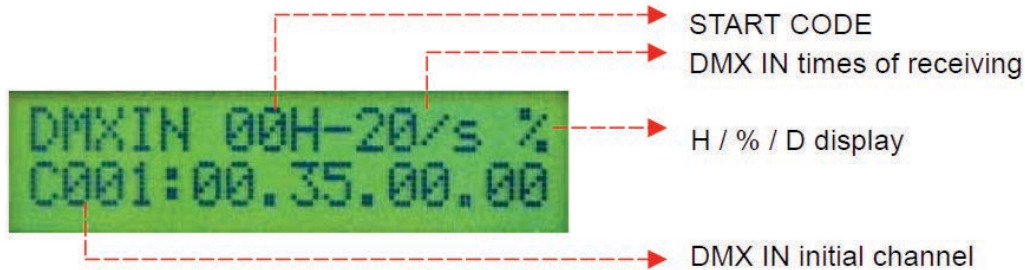 START CODE
DMX IN times of receiving
DMXIN 00H-20/s %
H / % / D display
C001:00.35.00.00
DMX IN initial channel